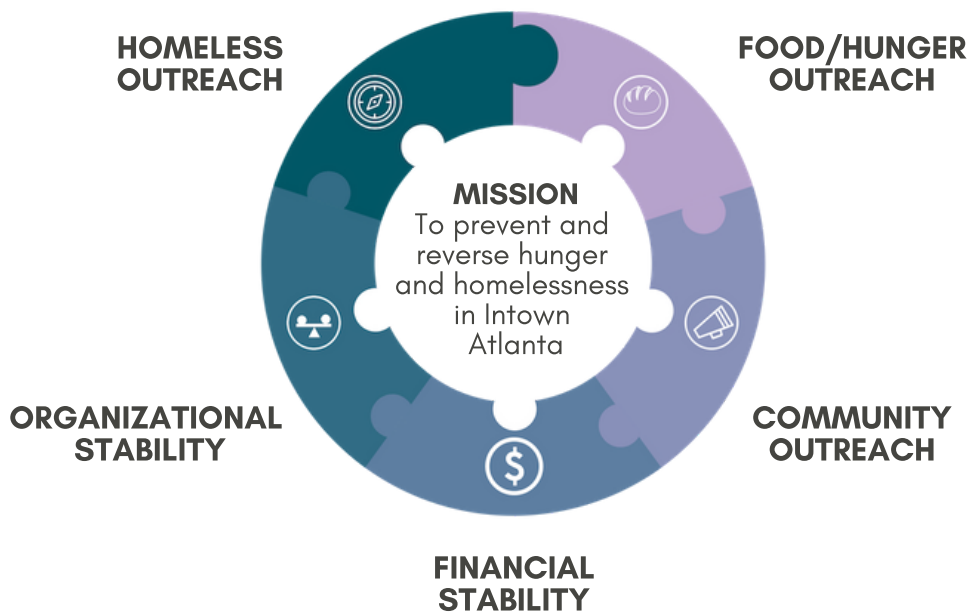 HOMELESS
OUTREACH
FOOD/HUNGER
OUTREACH
MISSION
To prevent and
reverse hunger
and homelessness
in Intown
Atlanta
ORGANIZATIONAL
STABILITY
COMMUNITY
OUTREACH
$
FINANCIAL
STABILITY